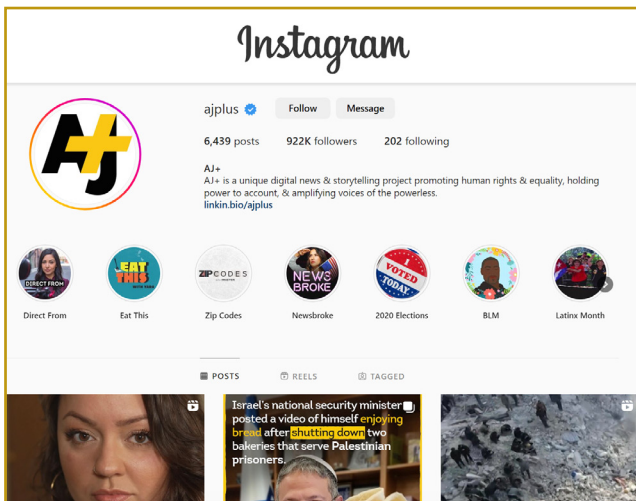 Instagram
AJ+
ajplus
Follow
Message
6,439 posts
922K followers
202 following
AJ+
AJ+ is a unique digital news & storytelling project promoting human rights & equality, holding
power to account, & amplifying voices of the powerless.
linkin.bio/ajplus
DIRECT FROM
EAT
THIS
ZIPCODES
NEWS
BROKE
I
VOTED
TODAY
Direct From
Eat This
Zip Codes
Newsbroke
2020 Elections
BLM
Latinx Month
POSTS
REELS
TAGGED
Israel's national security minister
posted a video of himself enjoying
bread after shutting down two
bakeries that serve Palestinian
prisoners.